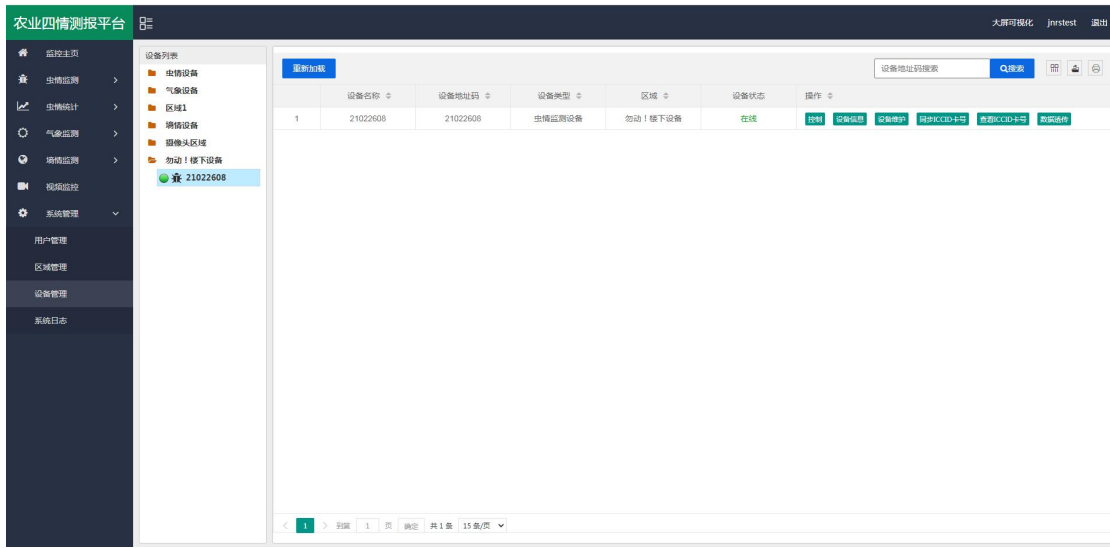 农业四情测报平台
大屏可视化 jnrstest 退出
监控主页
虫情监测
虫情统计
气象监测
墒情监测
视频监控
系统管理
用户管理
区域管理
设备管理
系统日志
设备列表
虫情设备
气象设备
区域1
墒情设备
摄像头区域
勿动！楼下设备
21022608
重新加载 设备地址码搜索 搜索
设备名称 设备地址码 设备类型 区域 设备状态 操作
1 21022608 21022608 虫情监测设备 勿动！楼下设备 在线 控制 设备信息 设备维护 同步ICCID卡号 查看ICCID卡号 数据透传
1 到第 1 页 确定 共1条 15条/页